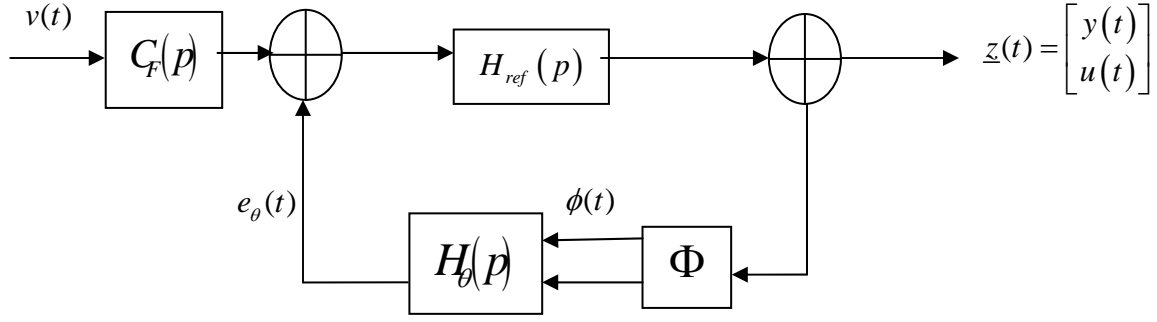 v(t)
C_F(p)
H_ref(p)
z(t) = [y(t) u(t)]
e_θ(t)
H_θ(p)
ϕ(t)
Φ